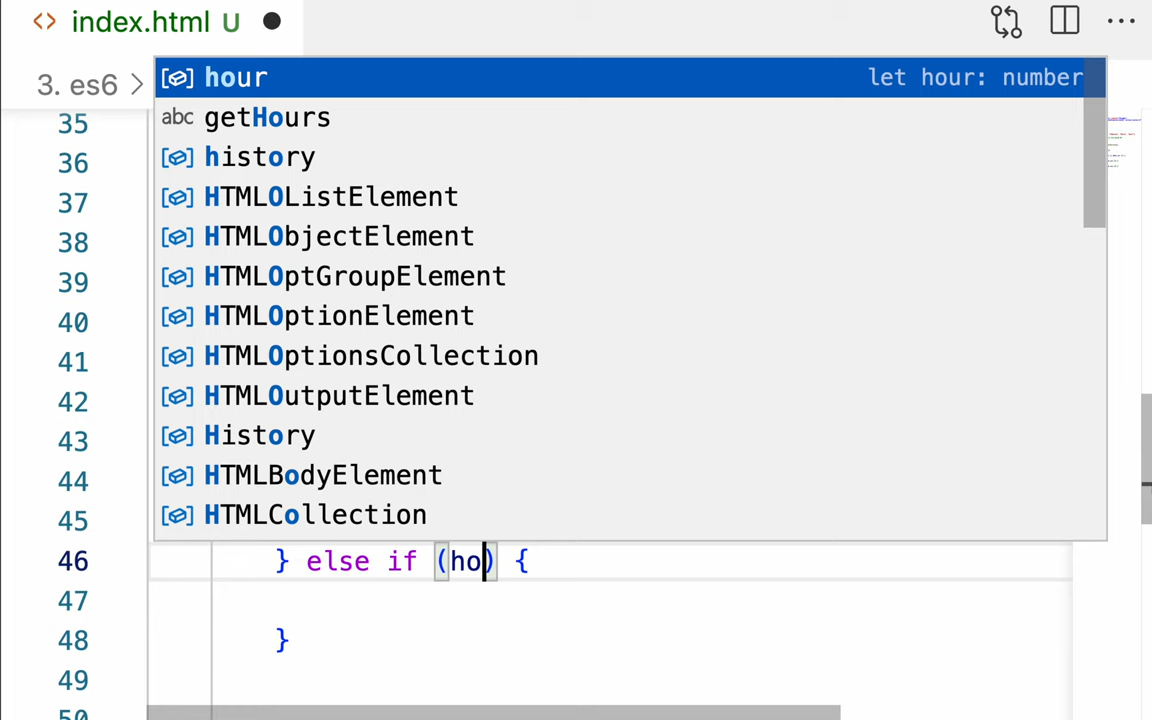 index.html U
3. es6
hour let hour: number
abc getHours
history
HTMLOListElement
HTMLObjectElement
HTMLOptGroupElement
HTMLOptionElement
HTMLOptionsCollection
HTMLOutputElement
History
HTMLBodyElement
HTMLCollection
35
36
37
38
39
40
41
42
43
44
45
46 } else if (ho) {
47
48 }
49
50